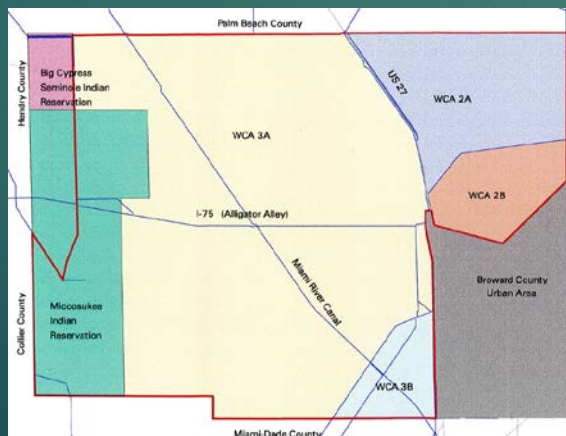 Palm Beach County
Hendry County
Big Cypress
Seminole Indian
Reservation
US 27
WCA 2A
WCA 3A
WCA 2B
I-75 (Alligator Alley)
Miami River Canal
Broward County
Urban Area
Collier County
Miccosukee
Indian
Reservation
WCA 3B
Miami-Dade County